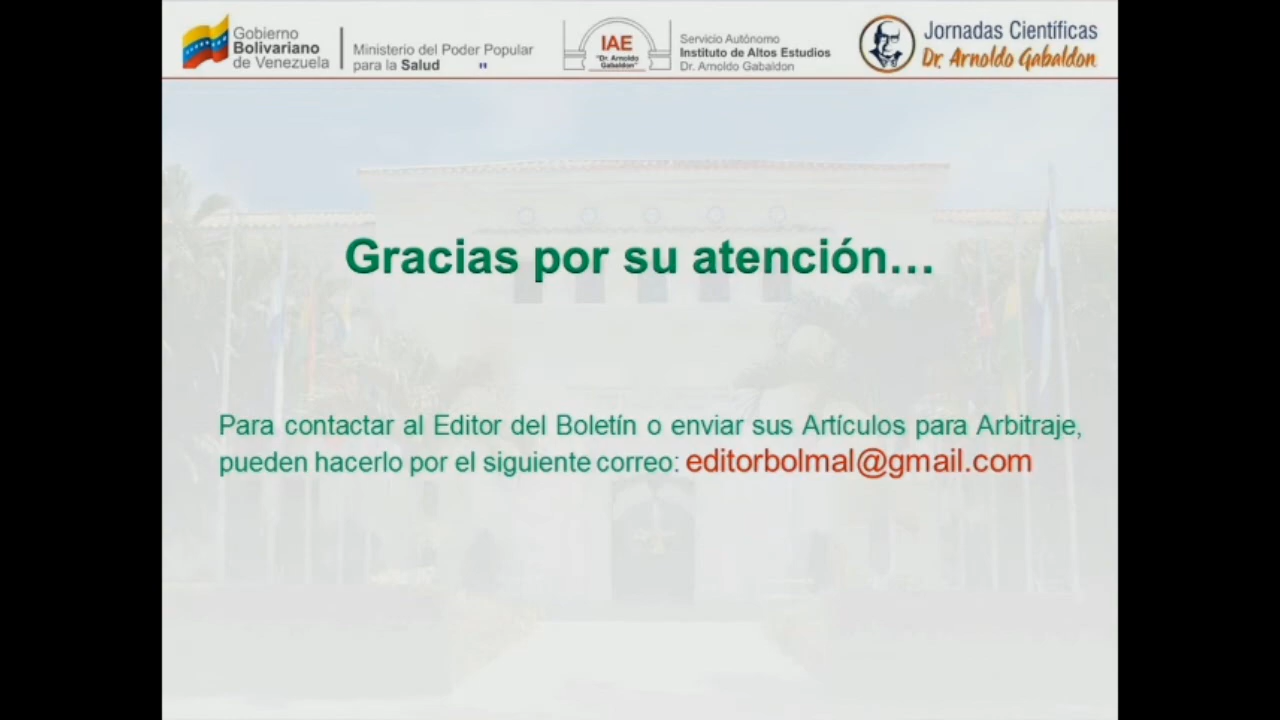 Gobierno
Bolivariano
de Venezuela
Ministerio del Poder Popular
para la Salud
IAE
"Dr. Arnoldo
Gabaldon"
Servicio Autónomo
Instituto de Altos Estudios
Dr. Arnoldo Gabaldon
Jornadas Científicas
Dr. Arnoldo Gabaldon
Gracias por su atención...
Para contactar al Editor del Boletín o enviar sus Artículos para Arbitraje,
pueden hacerlo por el siguiente correo: editorbolmal@gmail.com